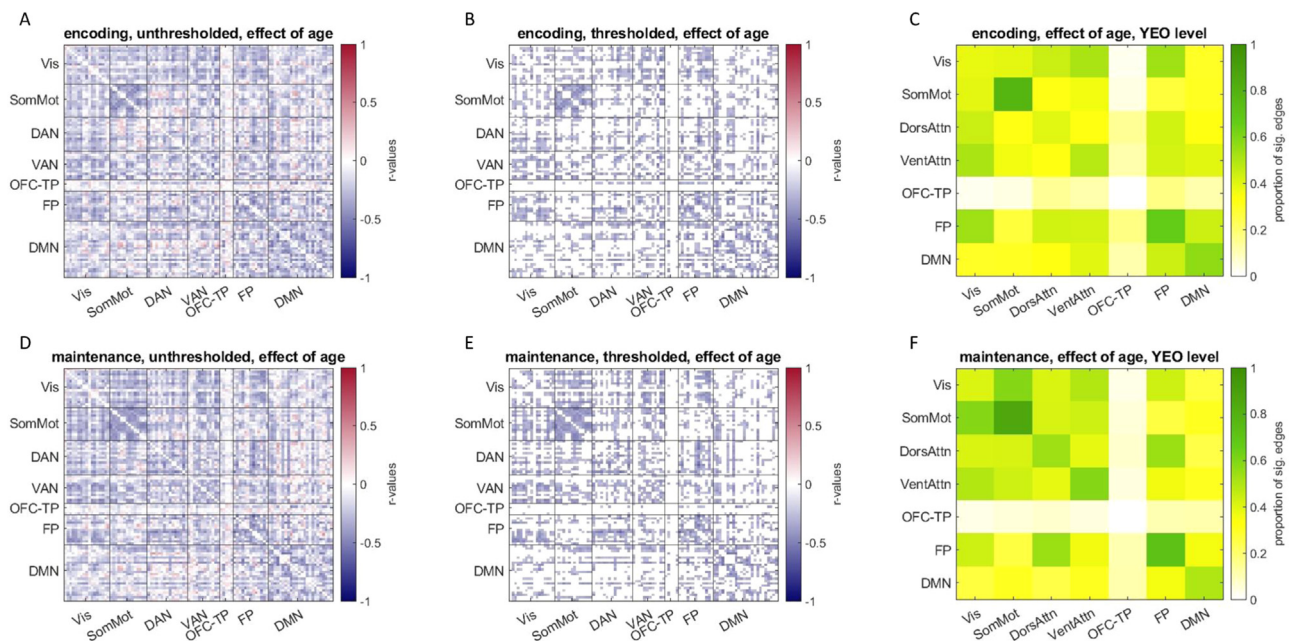 A
encoding, unthresholded, effect of age
Vis
SomMot
DAN
VAN
OFC-TP
FP
DMN
Vis
SomMot
DAN
VAN
OFC-TP
FP
DMN
1
0.5
0
-0.5
-1
r-values
B
encoding, thresholded, effect of age
Vis
SomMot
DAN
VAN
OFC-TP
FP
DMN
Vis
SomMot
DAN
VAN
OFC-TP
FP
DMN
1
0.5
0
-0.5
-1
r-values
C
encoding, effect of age, YEO level
Vis
SomMot
DorsAttn
VentAttn
OFC-TP
FP
DMN
Vis
SomMot
DorsAttn
VentAttn
OFC-TP
FP
DMN
1
0.8
0.6
0.4
0.2
0
proportion of sig. edges
D
maintenance, unthresholded, effect of age
Vis
SomMot
DAN
VAN
OFC-TP
FP
DMN
Vis
SomMot
DAN
VAN
OFC-TP
FP
DMN
1
0.5
0
-0.5
-1
r-values
E
maintenance, thresholded, effect of age
Vis
SomMot
DAN
VAN
OFC-TP
FP
DMN
Vis
SomMot
DAN
VAN
OFC-TP
FP
DMN
1
0.5
0
-0.5
-1
r-values
F
maintenance, effect of age, YEO level
Vis
SomMot
DorsAttn
VentAttn
OFC-TP
FP
DMN
Vis
SomMot
DorsAttn
VentAttn
OFC-TP
FP
DMN
1
0.8
0.6
0.4
0.2
0
proportion of sig. edges